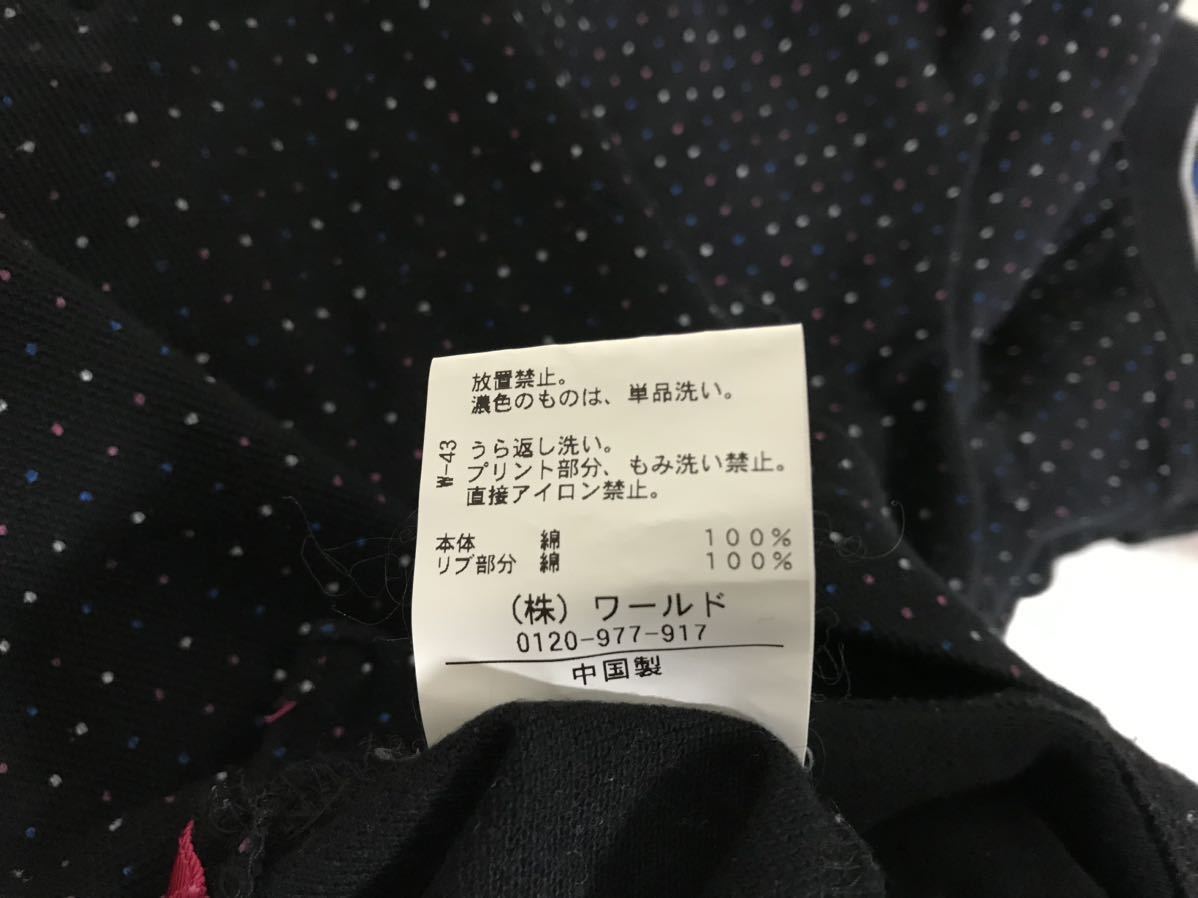 放置禁止。
濃色のものは、単品洗い。
W-43
うら返し洗い。
プリント部分、もみ洗い禁止。
直接アイロン禁止。
本体 綿 100%
リブ部分 綿 100%
(株) ワールド
0120-977-917
中国製